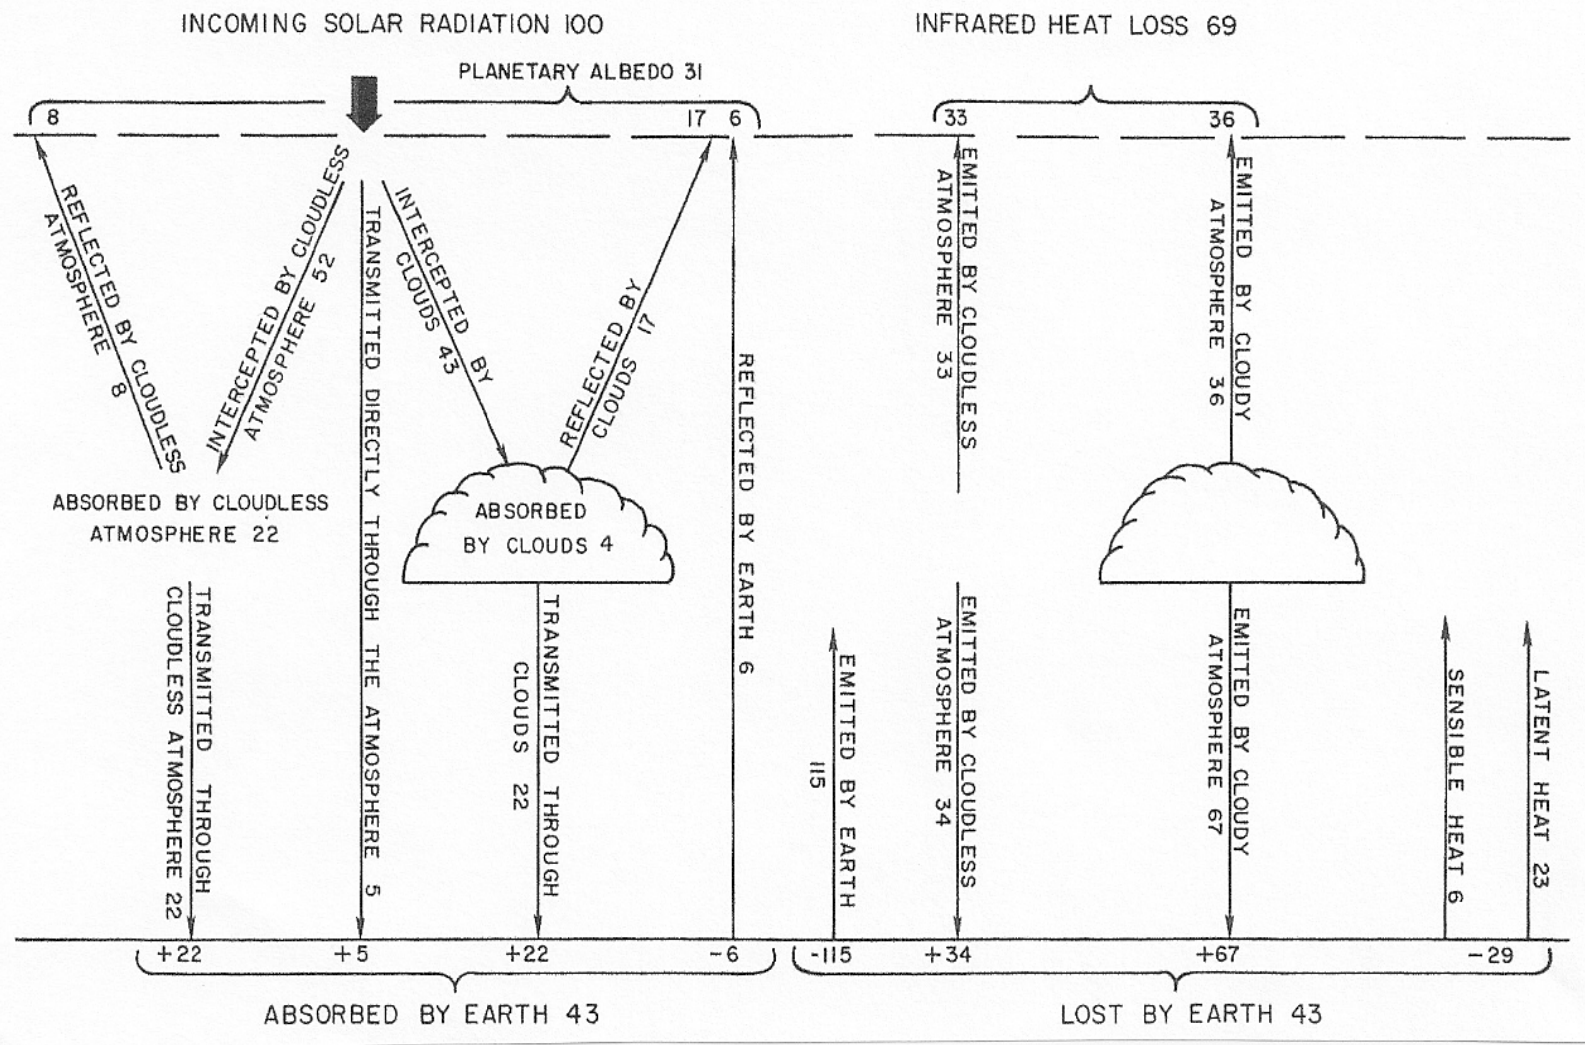 INCOMING SOLAR RADIATION 100
INFRARED HEAT LOSS 69
PLANETARY ALBEDO 31
8
17 6
33
36
REFLECTED BY CLOUDLESS
ATMOSPHERE 8
INTERCEPTED BY CLOUDLESS
ATMOSPHERE 52
TRANSMITTED DIRECTLY THROUGH THE ATMOSPHERE 5
INTERCEPTED BY
CLOUDS 43
REFLECTED BY
CLOUDS 17
REFLECTED BY EARTH 6
EMITTED BY CLOUDLESS
ATMOSPHERE 33
EMITTED BY CLOUDY
ATMOSPHERE 36
ABSORBED BY CLOUDLESS
ATMOSPHERE 22
ABSORBED
BY CLOUDS 4
TRANSMITTED THROUGH
CLOUDLESS ATMOSPHERE 22
TRANSMITTED THROUGH
CLOUDS 22
EMITTED BY EARTH
115
EMITTED BY CLOUDLESS
ATMOSPHERE 34
EMITTED BY CLOUDY
ATMOSPHERE 67
SENSIBLE HEAT 6
LATENT HEAT 23
+22 +5 +22 -6 -115 +34 +67 -29
ABSORBED BY EARTH 43
LOST BY EARTH 43